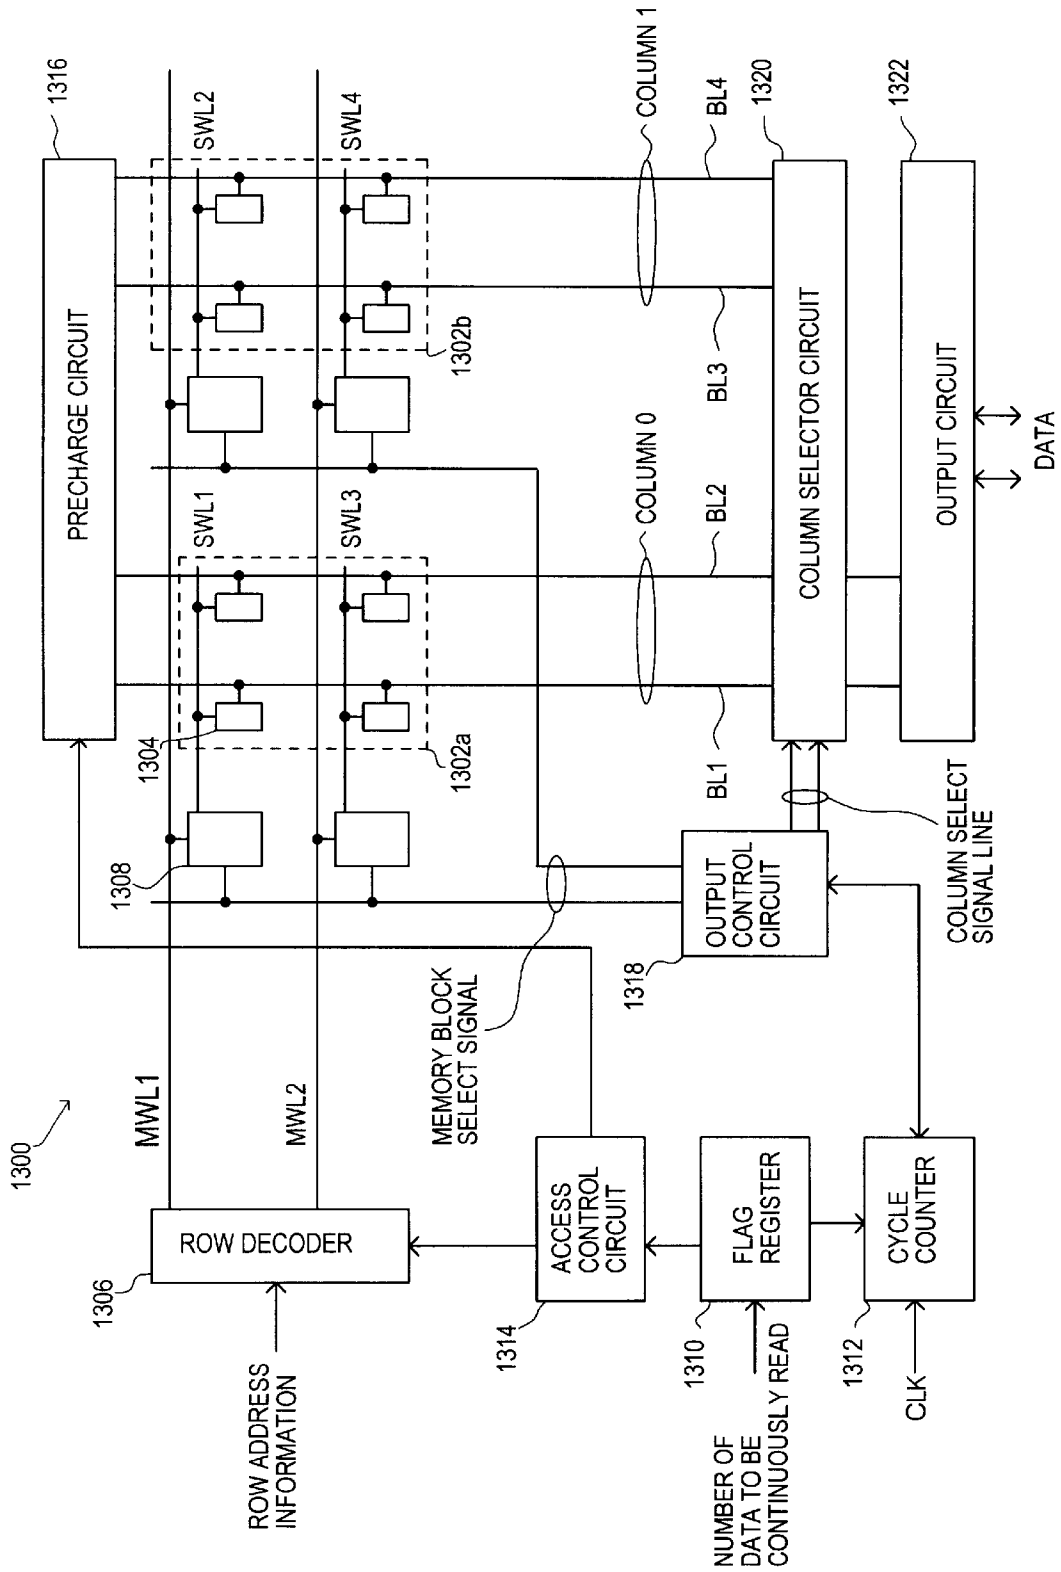 1300
PRECHARGE CIRCUIT
1316
MWL1
SWL1
SWL2
MWL2
SWL3
SWL4
1304
1308
1302a
1302b
ROW ADDRESS
INFORMATION
1306
ROW DECODER
MEMORY BLOCK
SELECT SIGNAL
COLUMN 0
COLUMN 1
BL1
BL2
BL3
BL4
1314
ACCESS
CONTROL
CIRCUIT
NUMBER OF
DATA TO BE
CONTINUOUSLY READ
1310
FLAG
REGISTER
1318
OUTPUT
CONTROL
CIRCUIT
COLUMN SELECTOR CIRCUIT
1320
CLK
1312
CYCLE
COUNTER
COLUMN SELECT
SIGNAL LINE
OUTPUT CIRCUIT
1322
DATA